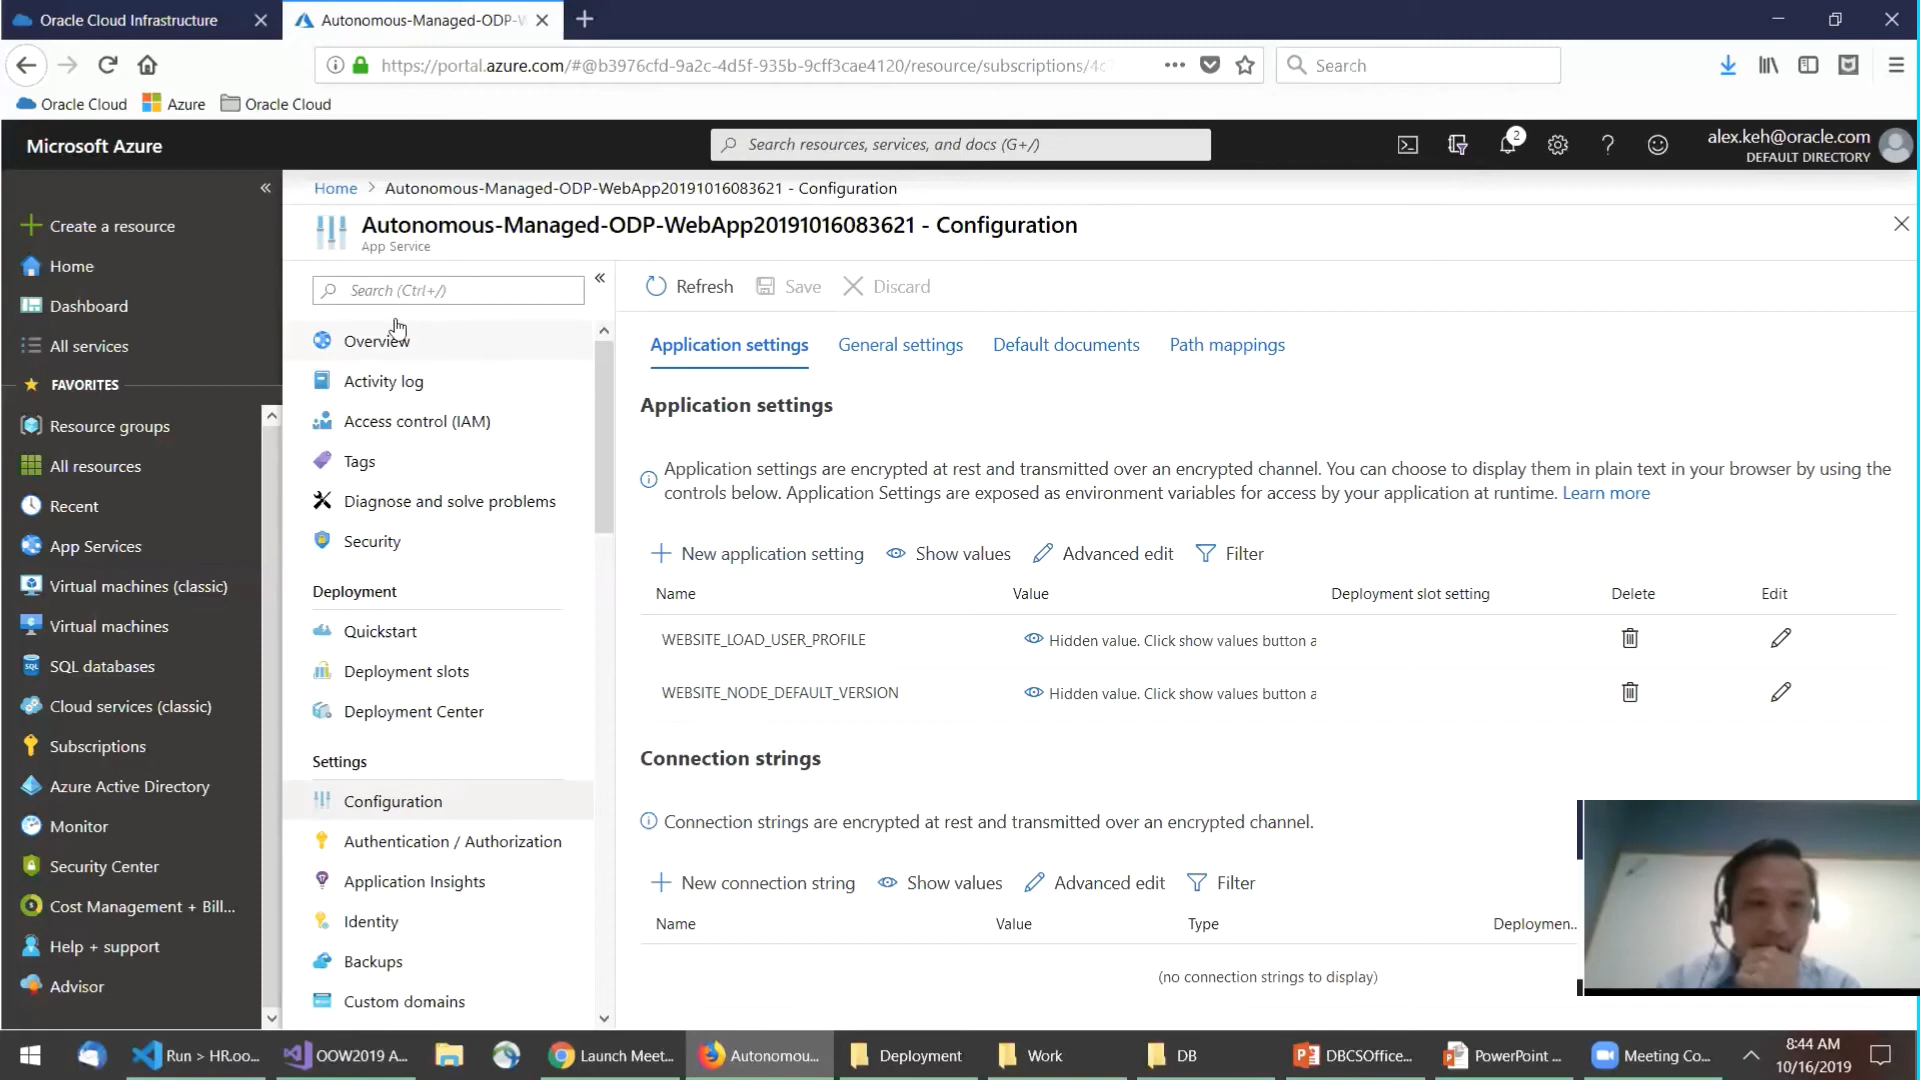 Oracle Cloud Infrastructure
Autonomous-Managed-ODP-W
https://portal.azure.com/#@b3976cfd-9a2c-4d5f-935b-9cff3cae4120/resource/subscriptions/4c
Search
Oracle Cloud
Azure
Oracle Cloud
Microsoft Azure
Search resources, services, and docs (G+/)
2
alex.keh@oracle.com
DEFAULT DIRECTORY
Create a resource
Home
Dashboard
All services
FAVORITES
Resource groups
All resources
Recent
App Services
Virtual machines (classic)
Virtual machines
SQL databases
Cloud services (classic)
Subscriptions
Azure Active Directory
Monitor
Security Center
Cost Management + Bill...
Help + support
Advisor
Home > Autonomous-Managed-ODP-WebApp20191016083621 - Configuration
Autonomous-Managed-ODP-WebApp20191016083621 - Configuration
App Service
Search (Ctrl+/)
Overview
Activity log
Access control (IAM)
Tags
Diagnose and solve problems
Security
Deployment
Quickstart
Deployment slots
Deployment Center
Settings
Configuration
Authentication / Authorization
Application Insights
Identity
Backups
Custom domains
Refresh
Save
Discard
Application settings
General settings
Default documents
Path mappings
Application settings
Application settings are encrypted at rest and transmitted over an encrypted channel. You can choose to display them in plain text in your browser by using the
controls below. Application Settings are exposed as environment variables for access by your application at runtime. Learn more
New application setting
Show values
Advanced edit
Filter
Name
Value
Deployment slot setting
Delete
Edit
WEBSITE_LOAD_USER_PROFILE
Hidden value. Click show values button a
WEBSITE_NODE_DEFAULT_VERSION
Hidden value. Click show values button a
Connection strings
Connection strings are encrypted at rest and transmitted over an encrypted channel.
New connection string
Show values
Advanced edit
Filter
Name
Value
Type
Deploymen..
(no connection strings to display)
Run > HR.oo...
OOW2019 A...
Launch Meet...
Autonomou...
Deployment
Work
DB
DBCSOffice...
PowerPoint ...
Meeting Co...
8:44 AM
10/16/2019